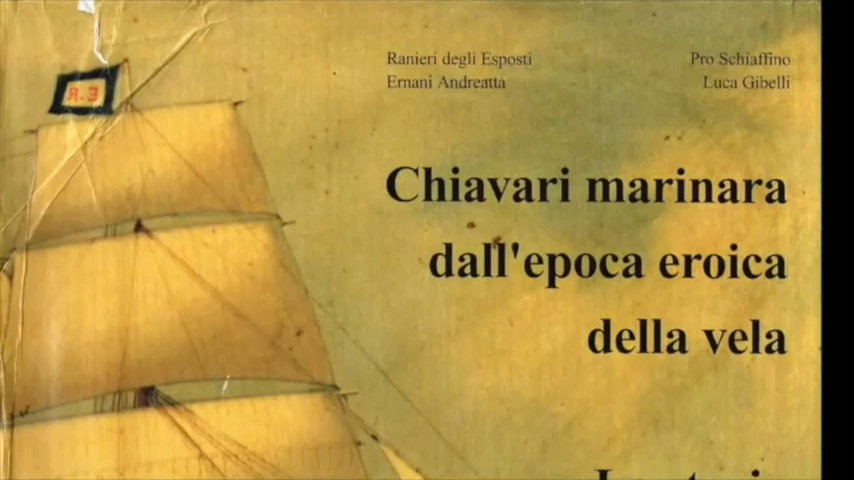 Ranieri degli Esposti
Ernani Andreatta
Pro Schiaffino
Luca Gibelli
Chiavari marinara
dall'epoca eroica
della vela